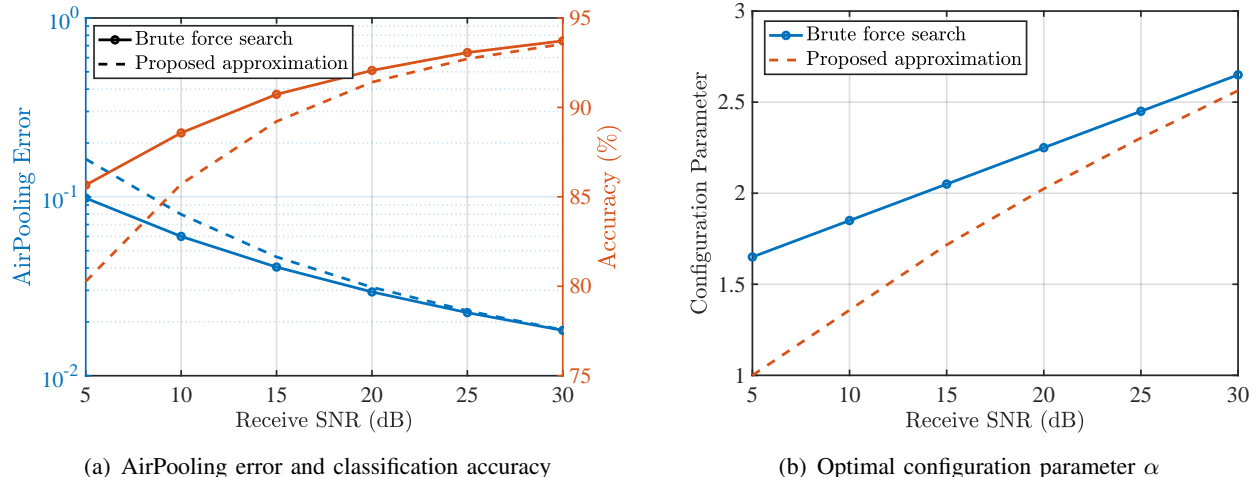 10^0
10^-1
10^-2
AirPooling Error
Brute force search
Proposed approximation
95
90
85
80
75
Accuracy (%)
5 10 15 20 25 30
Receive SNR (dB)
(a) AirPooling error and classification accuracy
3
2.5
2
1.5
1
Configuration Parameter
Brute force search
Proposed approximation
5 10 15 20 25 30
Receive SNR (dB)
(b) Optimal configuration parameter α